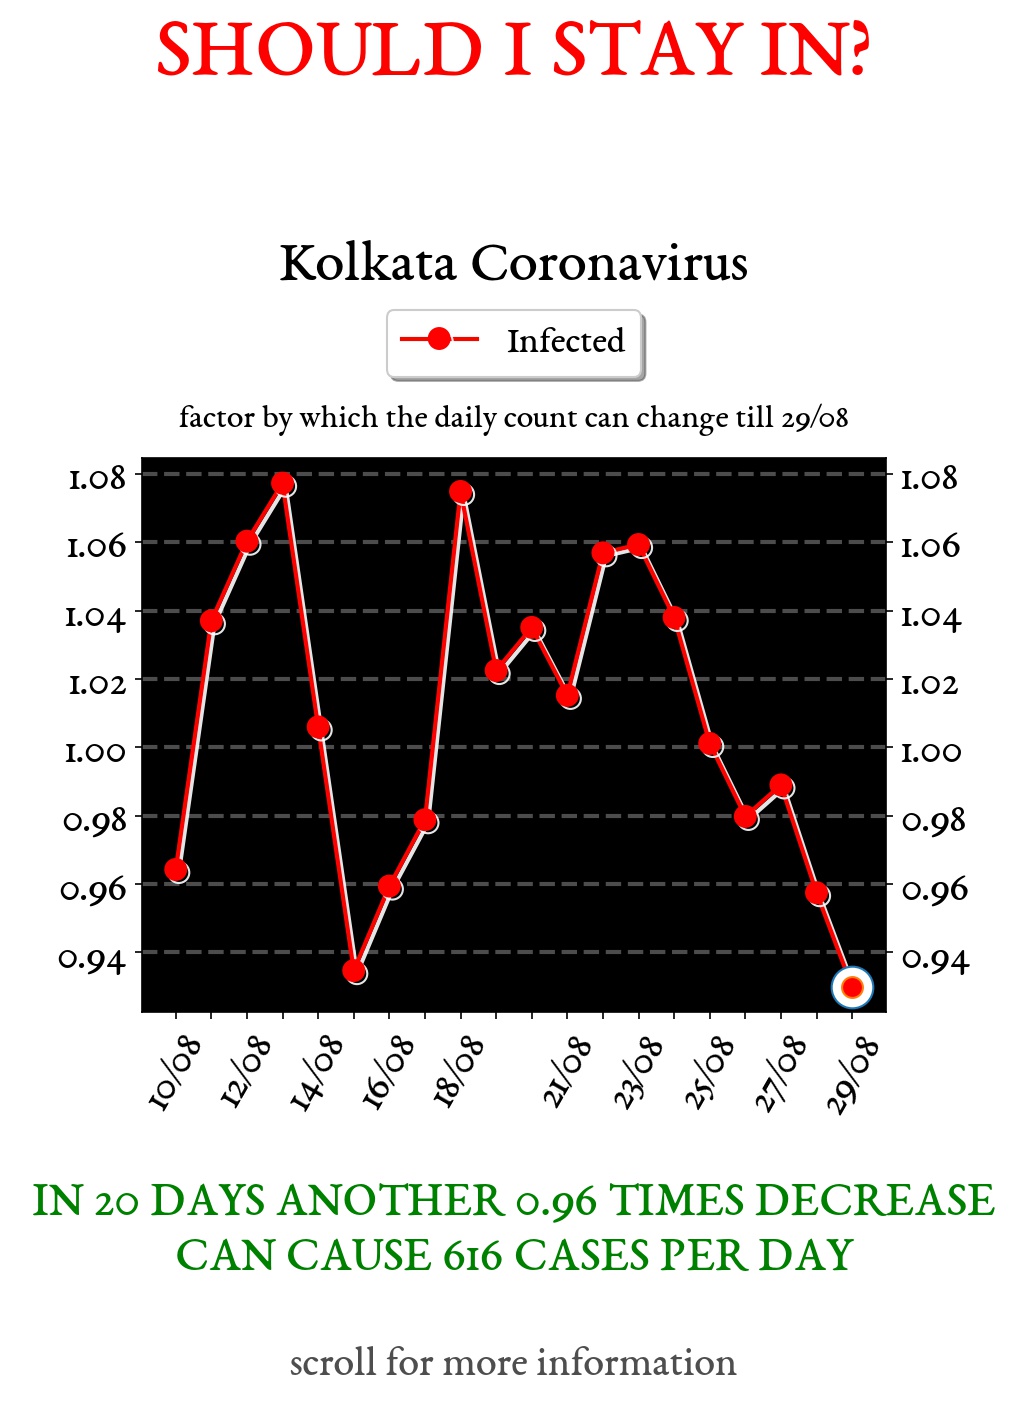 SHOULD I STAY IN?
Kolkata Coronavirus
Infected
factor by which the daily count can change till 29/08
1.08 1.08
1.06 1.06
1.04 1.04
1.02 1.02
1.00 1.00
0.98 0.98
0.96 0.96
0.94 0.94
10/08 12/08 14/08 16/08 18/08 21/08 23/08 25/08 27/08 29/08
IN 20 DAYS ANOTHER 0.96 TIMES DECREASE
CAN CAUSE 616 CASES PER DAY
scroll for more information